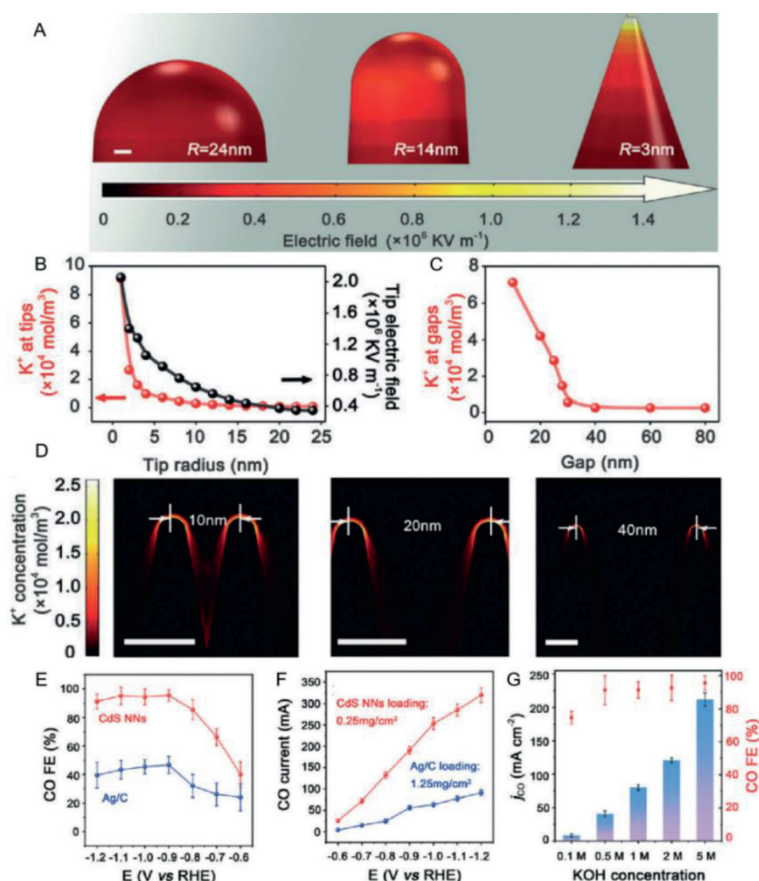 A
R=24nm
R=14nm
R=3nm
0 0.2 0.4 0.6 0.8 1.0 1.2 1.4
Electric field (×10⁶ KV m⁻¹)
B
K⁺ at tips
(×10⁴ mol/m³)
10
8
6
4
2
0
0 5 10 15 20 25
Tip radius (nm)
2.0
1.6
1.2
0.8
0.4
Tip electric field
(×10⁶ KV m⁻¹)
C
K⁺ at gaps
(×10⁴ mol/m³)
8
6
4
2
0
0 20 40 60 80
Gap (nm)
D
K⁺ concentration
(×10⁴ mol/m³)
2.5
2.0
1.5
1.0
0.5
0
10nm
20nm
40nm
E
CO FE (%)
100
80
60
40
20
0
CdS NNs
Ag/C
-1.2 -1.1 -1.0 -0.9 -0.8 -0.7 -0.6
E (V vs RHE)
F
CO current (mA)
400
350
300
250
200
150
100
50
0
CdS NNs loading:
0.25mg/cm²
Ag/C loading:
1.25mg/cm²
-0.6 -0.7 -0.8 -0.9 -1.0 -1.1 -1.2
E (V vs RHE)
G
jCO (mA cm⁻²)
250
200
150
100
50
0
100
80
60
40
20
0
CO FE (%)
0.1 M 0.5 M 1 M 2 M 5 M
KOH concentration